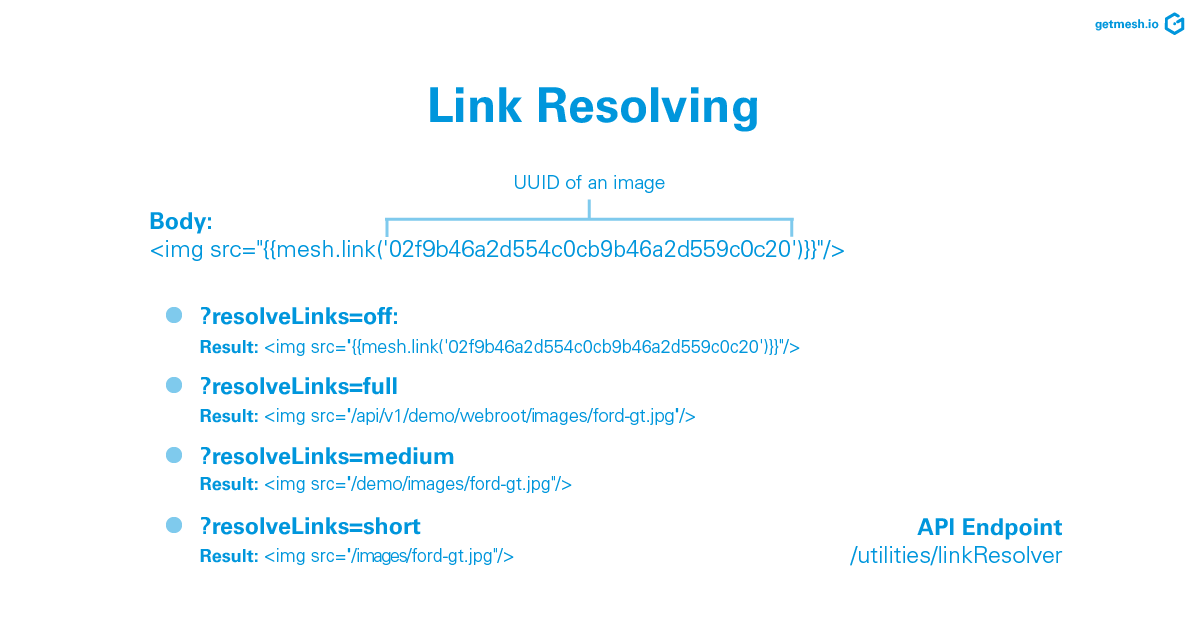 getmesh.io
Link Resolving
UUID of an image
Body:
<img src="{{mesh.link('02f9b46a2d554c0cb9b46a2d559c0c20')}}"/>
?resolveLinks=off:
Result: <img src="{{mesh.link('02f9b46a2d554c0cb9b46a2d559c0c20')}}"/>
?resolveLinks=full
Result: <img src="/api/v1/demo/webroot/images/ford-gt.jpg"/>
?resolveLinks=medium
Result: <img src="/demo/images/ford-gt.jpg"/>
?resolveLinks=short
Result: <img src="/images/ford-gt.jpg"/>
API Endpoint
/utilities/linkResolver